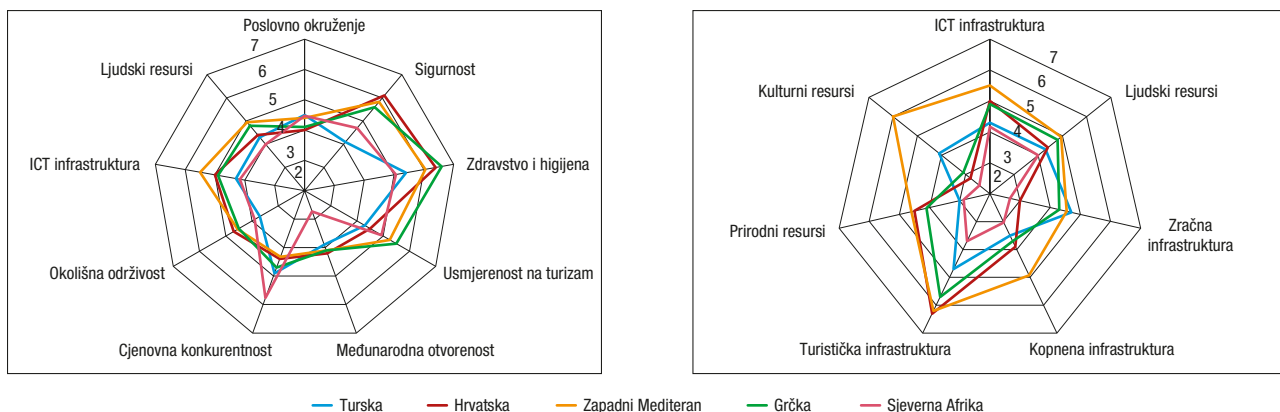 Poslovno okruženje
Sigurnost
Zdravstvo i higijena
Usmjerenost na turizam
Međunarodna otvorenost
Cjenovna konkurentnost
Okolišna održivost
ICT infrastruktura
Ljudski resursi
7
6
5
4
3
2
ICT infrastruktura
Ljudski resursi
Zračna
infrastruktura
Kopnena infrastruktura
Turistička infrastruktura
Prirodni resursi
Kulturni resursi
7
6
5
4
3
2
Turska
Hrvatska
Zapadni Mediteran
Grčka
Sjeverna Afrika